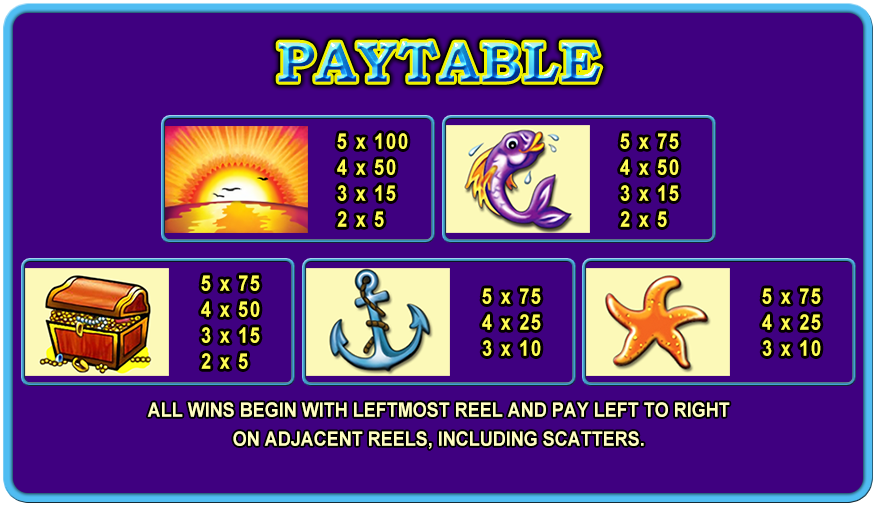 PAYTABLE
5 x 100
4 x 50
3 x 15
2 x 5
5 x 75
4 x 50
3 x 15
2 x 5
5 x 75
4 x 50
3 x 15
2 x 5
5 x 75
4 x 25
3 x 10
5 x 75
4 x 25
3 x 10
ALL WINS BEGIN WITH LEFTMOST REEL AND PAY LEFT TO RIGHT
ON ADJACENT REELS, INCLUDING SCATTERS.